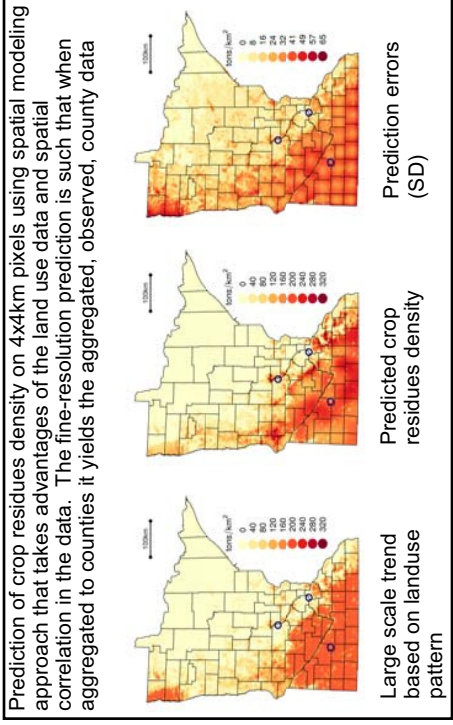 Prediction of crop residues density on 4x4km pixels using spatial modeling
approach that takes advantages of the land use data and spatial
correlation in the data. The fine-resolution prediction is such that when
aggregated to counties it yields the aggregated, observed, county data
100km
tons/km²
0
40
80
120
160
200
240
280
320
Large scale trend
based on landuse
pattern
100km
tons/km²
0
40
80
120
160
200
240
280
320
Predicted crop
residues density
100km
tons/km²
0
8
16
24
32
41
49
57
65
Prediction errors
(SD)